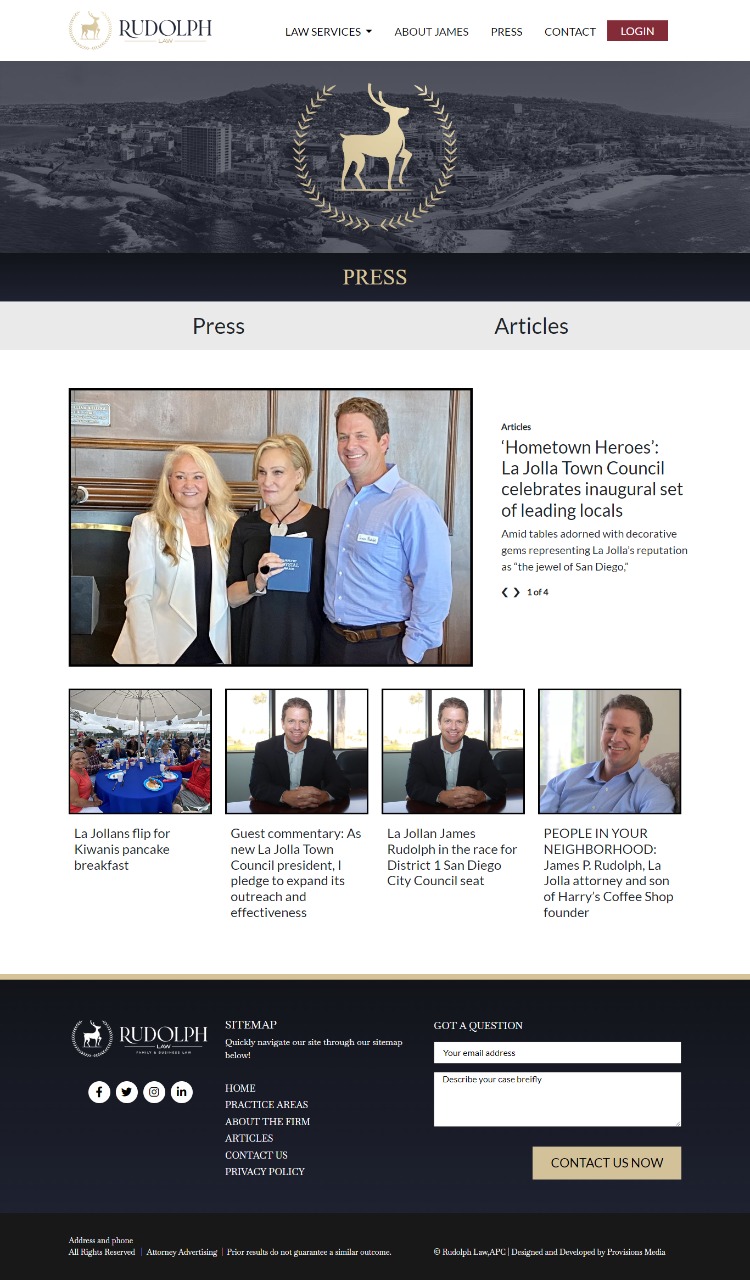 RUDOLPH
LAW
LAW SERVICES
ABOUT JAMES
PRESS
CONTACT
LOGIN
PRESS
Press
Articles
Articles
‘Hometown Heroes’:
La Jolla Town Council
celebrates inaugural set
of leading locals
Amid tables adorned with decorative
gems representing La Jolla’s reputation
as “the jewel of San Diego,”
1 of 4
La Jollans flip for
Kiwanis pancake
breakfast
Guest commentary: As
new La Jolla Town
Council president, I
pledge to expand its
outreach and
effectiveness
La Jollan James
Rudolph in the race for
District 1 San Diego
City Council seat
PEOPLE IN YOUR
NEIGHBORHOOD:
James P. Rudolph, La
Jolla attorney and son
of Harry’s Coffee Shop
founder
RUDOLPH
LAW
FAMILY & BUSINESS LAW
SITEMAP
Quickly navigate our site through our sitemap
below!
HOME
PRACTICE AREAS
ABOUT THE FIRM
ARTICLES
CONTACT US
PRIVACY POLICY
GOT A QUESTION
Your email address
Describe your case breifly
CONTACT US NOW
Address and phone
All Rights Reserved | Attorney Advertising | Prior results do not guarantee a similar outcome.
© Rudolph Law,APC | Designed and Developed by Provisions Media